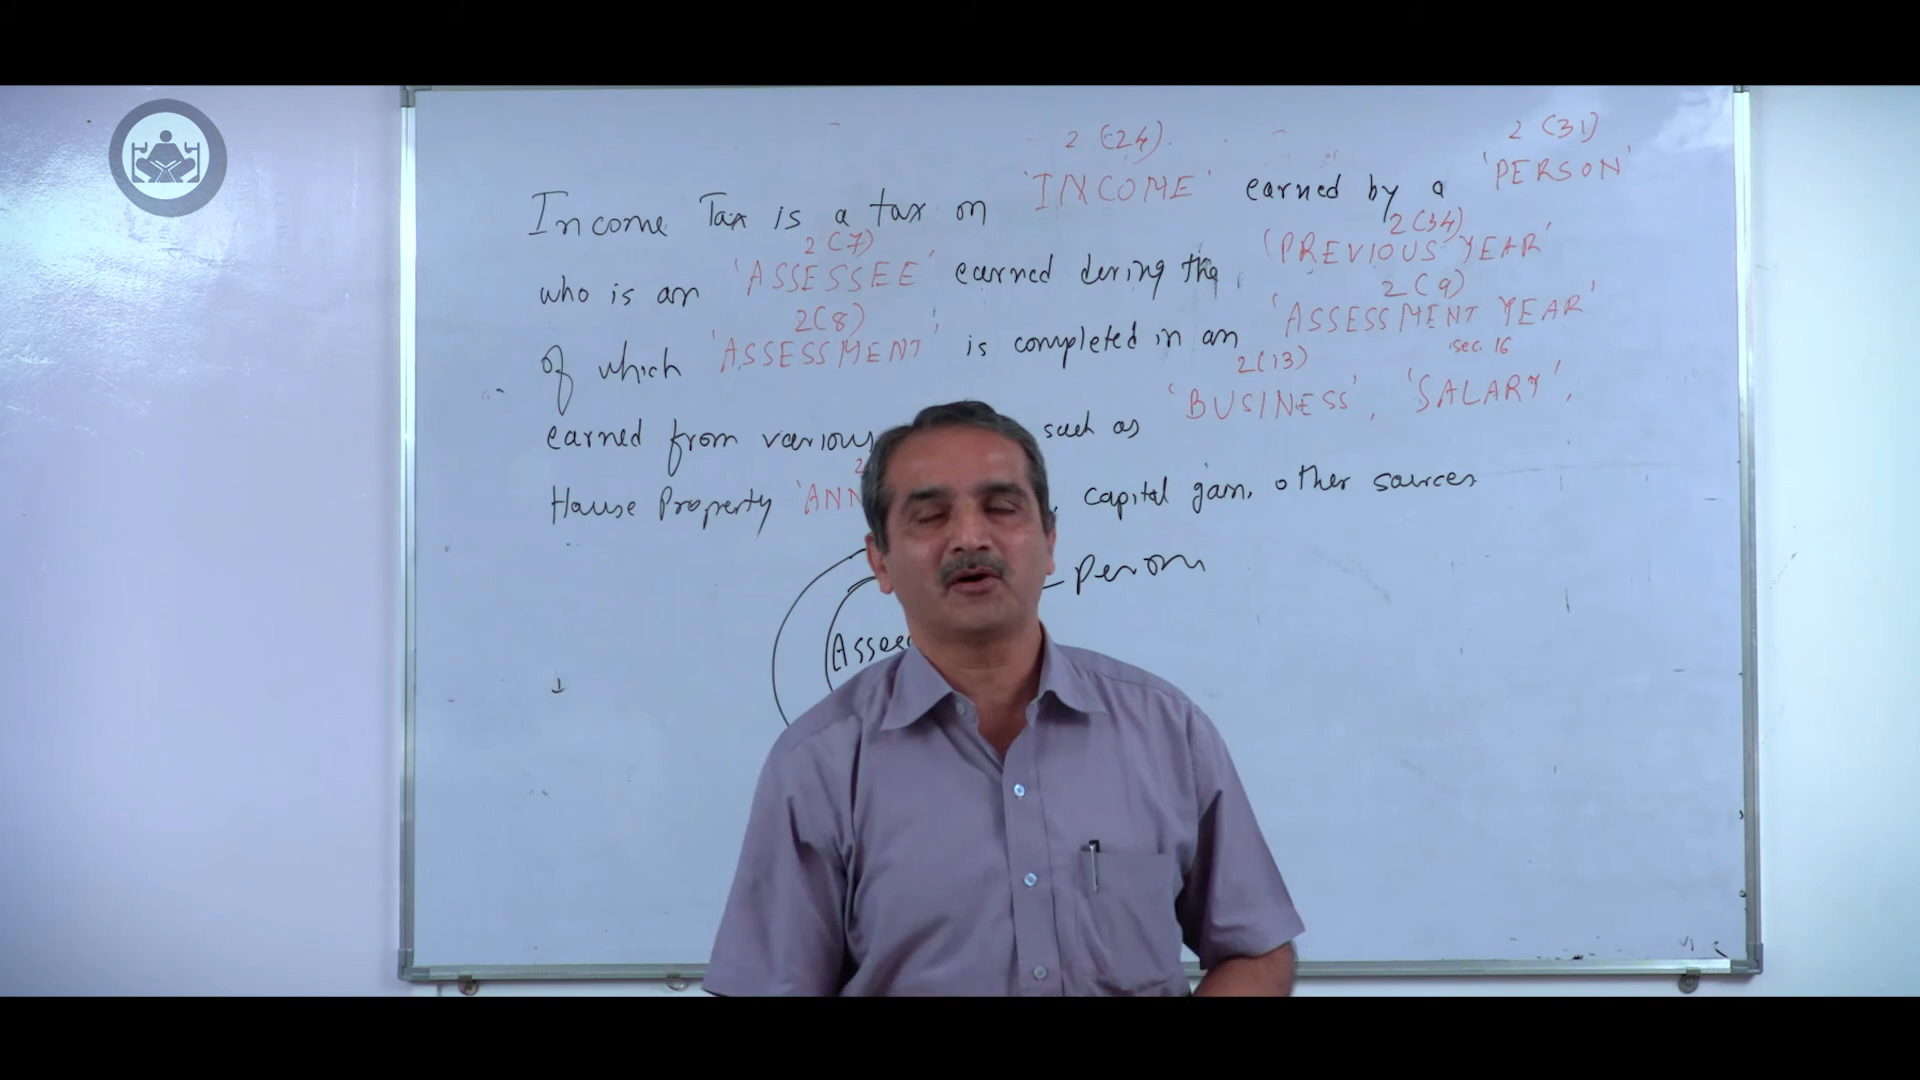 2 (24) 2 (31)
Income Tax is a tax on 'INCOME' earned by a 'PERSON'
2 (7) 2 (34)
who is an 'ASSESSEE' earned during the 'PREVIOUS YEAR'
2 (8) 2 (9)
of which 'ASSESSMENT' is completed in an 'ASSESSMENT YEAR'
2 (13) sec. 16
earned from various such as 'BUSINESS', 'SALARY',
House Property 'ANN , capital gain, other sources
Person
Assess